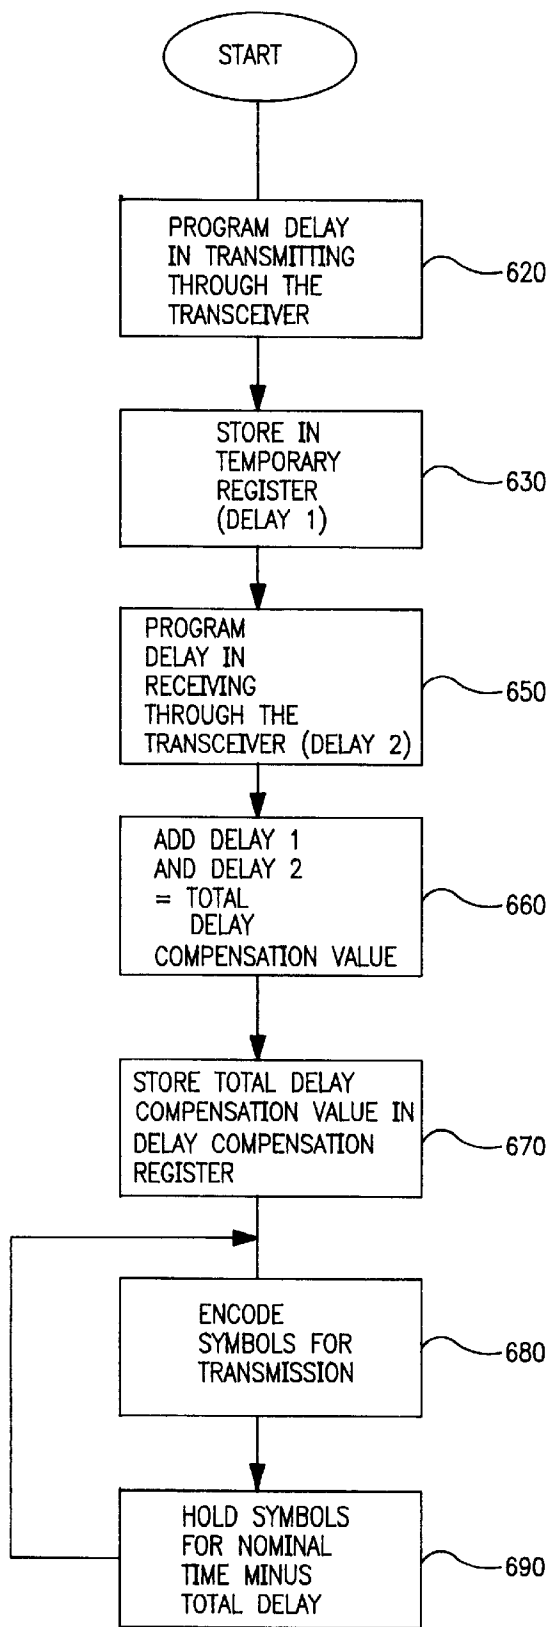 START
PROGRAM DELAY
IN TRANSMITTING
THROUGH THE
TRANSCEIVER
620
STORE IN
TEMPORARY
REGISTER
(DELAY 1)
630
PROGRAM
DELAY IN
RECEIVING
THROUGH THE
TRANSCEIVER (DELAY 2)
650
ADD DELAY 1
AND DELAY 2
= TOTAL
DELAY
COMPENSATION VALUE
660
STORE TOTAL DELAY
COMPENSATION VALUE IN
DELAY COMPENSATION
REGISTER
670
ENCODE
SYMBOLS FOR
TRANSMISSION
680
HOLD SYMBOLS
FOR NOMINAL
TIME MINUS
TOTAL DELAY
690